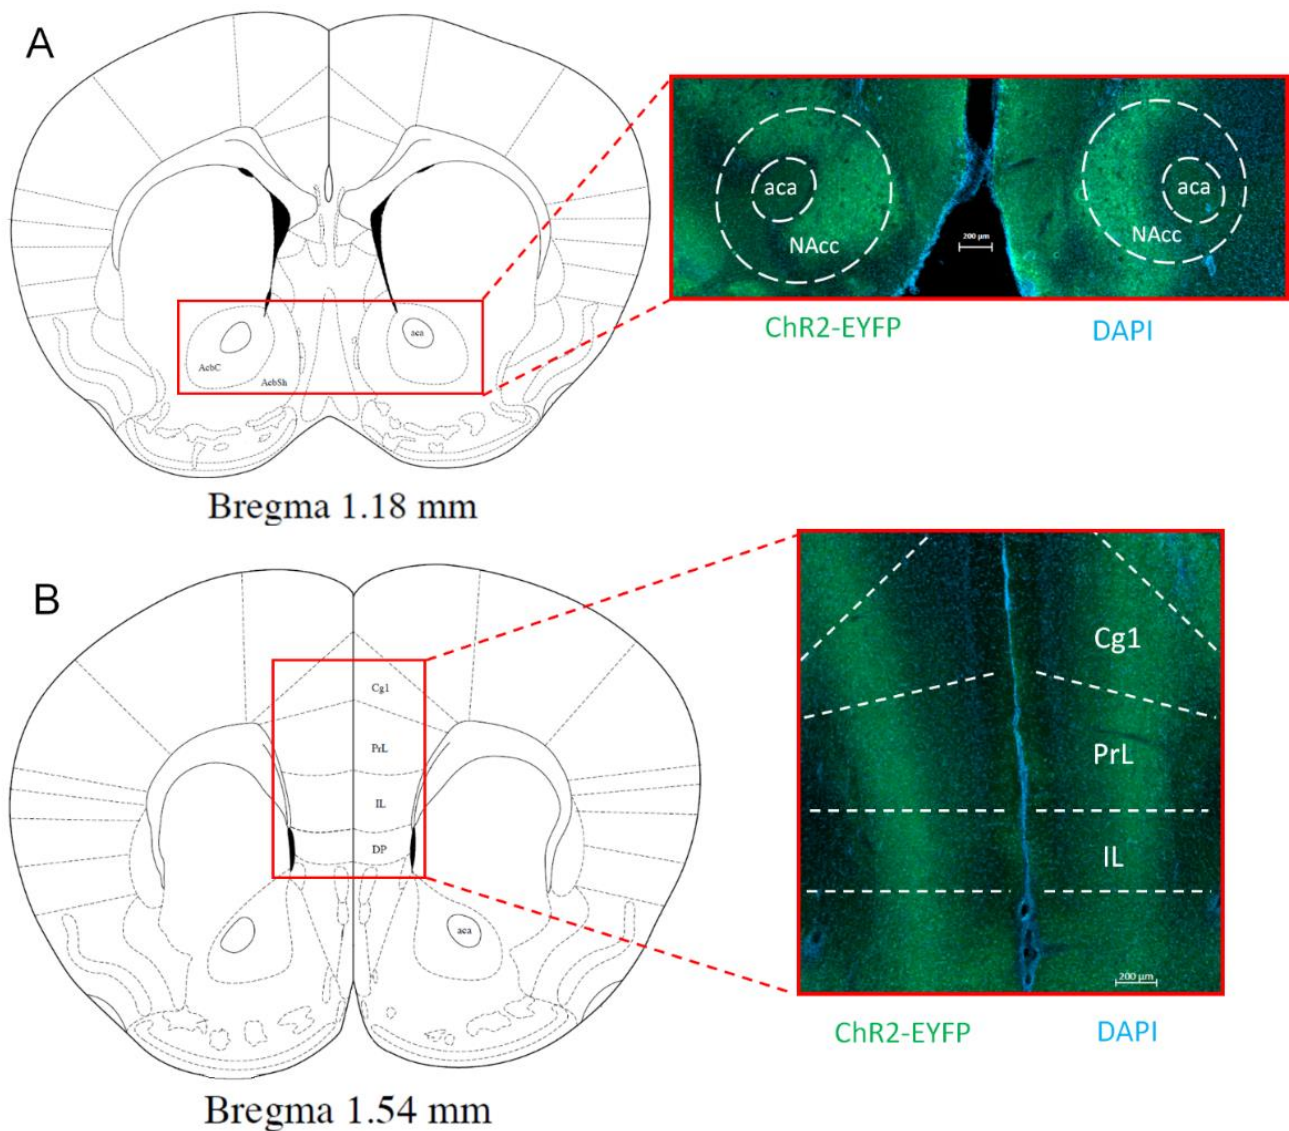 A
aca
NAcc
200 µm
aca
NAcc
ChR2-EYFP
DAPI
aca
AcbC
AcbSh
Bregma 1.18 mm
B
Cg1
PrL
IL
DP
aca
Cg1
PrL
IL
200 µm
ChR2-EYFP
DAPI
Bregma 1.54 mm